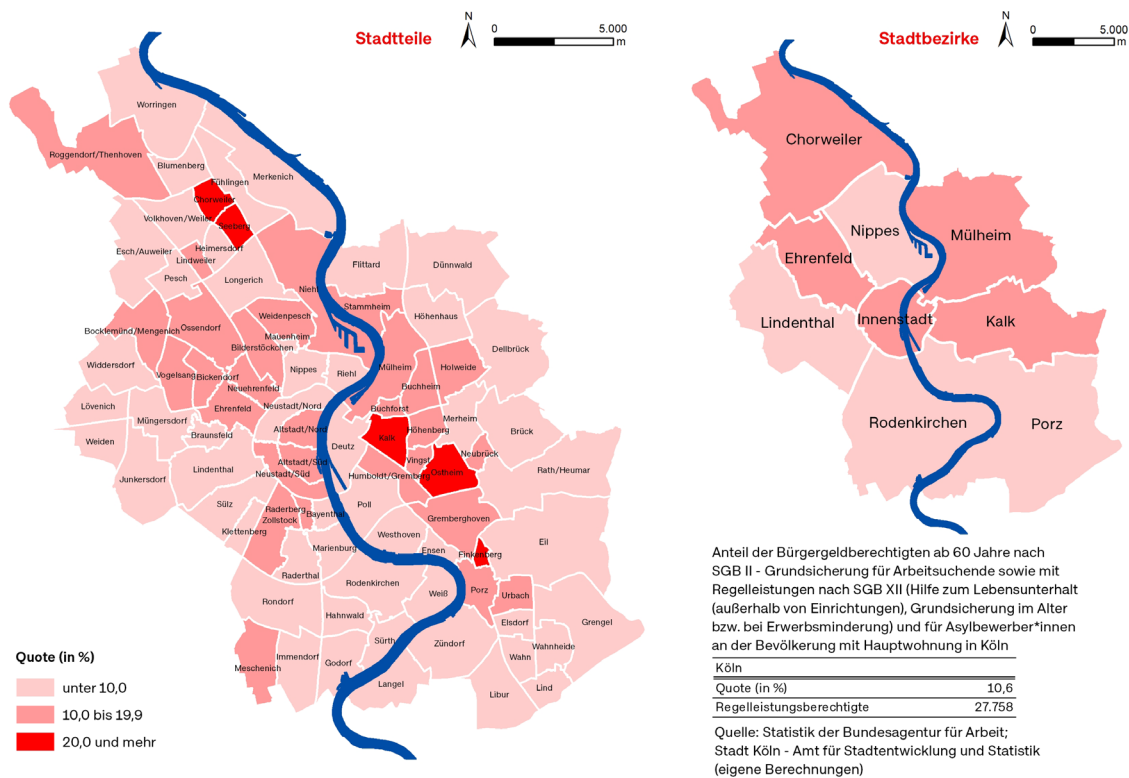 Stadtteile
N
0
5.000
m
Worringen
Roggendorf/Thenhoven
Blumenberg
Fühlingen
Merkenich
Chorweiler
Volkhoven/Weiler
Seeberg
Heimersdorf
Esch/Auweiler
Lindweiler
Pesch
Longerich
Flittard
Dünnwald
Niehl
Stammheim
Weidenpesch
Höhenhaus
Ossendorf
Bocklemünd/Mengenich
Mauenheim
Bilderstöckchen
Dellbrück
Widdersdorf
Nippes
Riehl
Mülheim
Holweide
Vogelsang
Bickendorf
Neuehrenfeld
Buchheim
Lövenich
Ehrenfeld
Neustadt/Nord
Buchforst
Müngersdorf
Merheim
Altstadt/Nord
Höhenberg
Brück
Weiden
Braunsfeld
Kalk
Deutz
Neubrück
Lindenthal
Altstadt/Süd
Vingst
Rath/Heumar
Junkersdorf
Neustadt/Süd
Humboldt/Gremberg
Ostheim
Sülz
Poll
Raderberg
Bayenthal
Zollstock
Gremberghoven
Klettenberg
Westhoven
Eil
Marienburg
Ensen
Finkenberg
Raderthal
Rodenkirchen
Weiß
Porz
Urbach
Rondorf
Hahnwald
Elsdorf
Grengel
Sürth
Zündorf
Wahnheide
Meschenich
Immendorf
Godorf
Wahn
Langel
Libur
Lind
Quote (in %)
unter 10,0
10,0 bis 19,9
20,0 und mehr
Stadtbezirke
N
0
5.000
m
Chorweiler
Nippes
Mülheim
Ehrenfeld
Lindenthal
Innenstadt
Kalk
Rodenkirchen
Porz
Anteil der Bürgergeldberechtigten ab 60 Jahre nach
SGB II - Grundsicherung für Arbeitsuchende sowie mit
Regelleistungen nach SGB XII (Hilfe zum Lebensunterhalt
(außerhalb von Einrichtungen), Grundsicherung im Alter
bzw. bei Erwerbsminderung) und für Asylbewerber*innen
an der Bevölkerung mit Hauptwohnung in Köln
Köln
Quote (in %) 10,6
Regelleistungsberechtigte 27.758
Quelle: Statistik der Bundesagentur für Arbeit;
Stadt Köln - Amt für Stadtentwicklung und Statistik
(eigene Berechnungen)